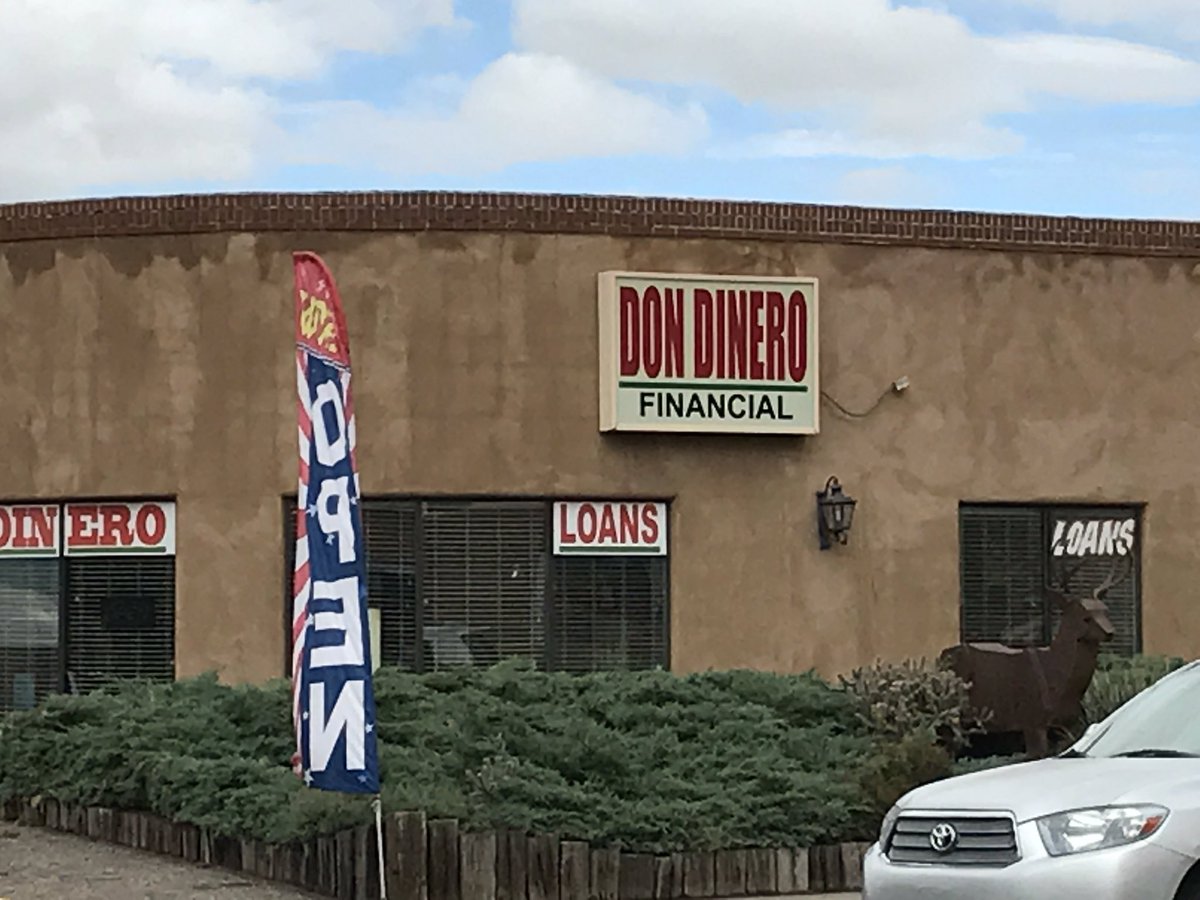 DON DINERO
FINANCIAL
OPEN
DINERO
LOANS
LOANS